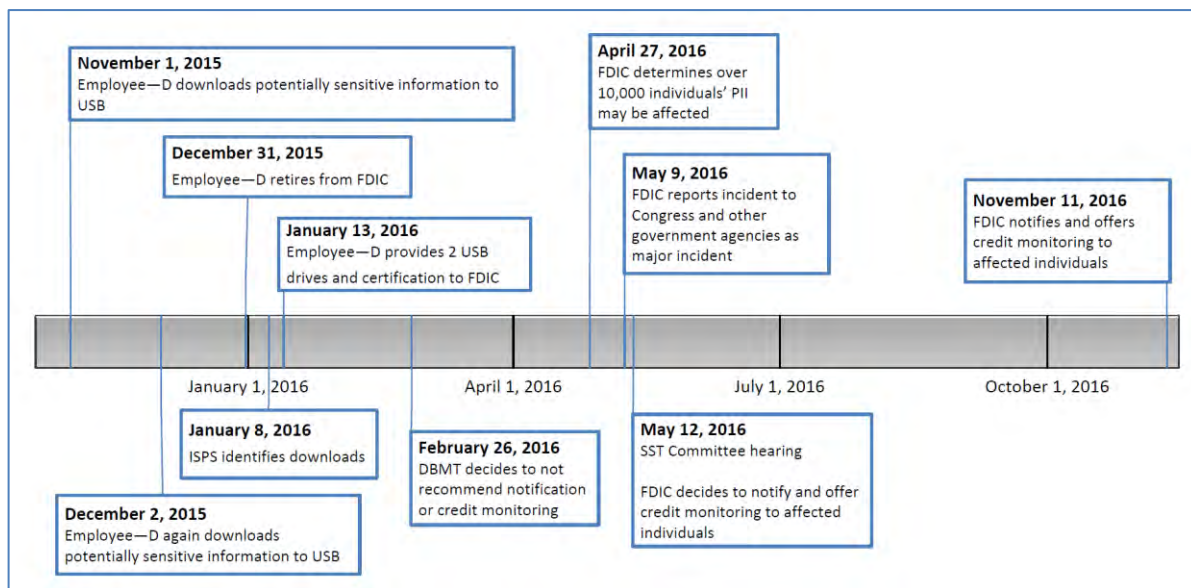 November 1, 2015
Employee—D downloads potentially sensitive information to
USB
December 31, 2015
Employee—D retires from FDIC
January 13, 2016
Employee—D provides 2 USB
drives and certification to FDIC
April 27, 2016
FDIC determines over
10,000 individuals' PII
may be affected
May 9, 2016
FDIC reports incident to
Congress and other
government agencies as
major incident
November 11, 2016
FDIC notifies and offers
credit monitoring to
affected individuals
January 1, 2016
April 1, 2016
July 1, 2016
October 1, 2016
January 8, 2016
ISPS identifies downloads
December 2, 2015
Employee—D again downloads
potentially sensitive information to USB
February 26, 2016
DBMT decides to not
recommend notification
or credit monitoring
May 12, 2016
SST Committee hearing
FDIC decides to notify and offer
credit monitoring to affected
individuals